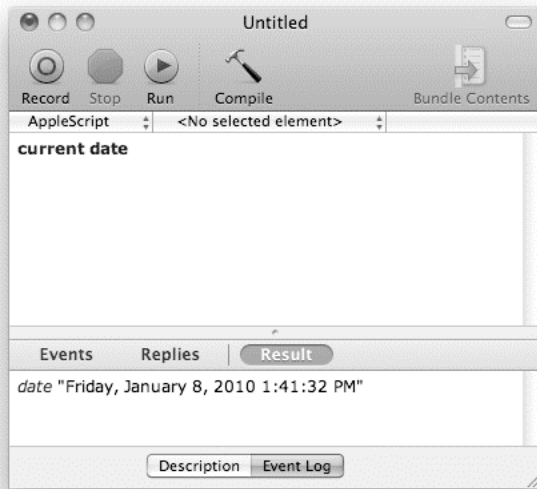 Untitled
Record Stop Run Compile Bundle Contents
AppleScript <No selected element>
current date
Events Replies Result
date "Friday, January 8, 2010 1:41:32 PM"
Description Event Log